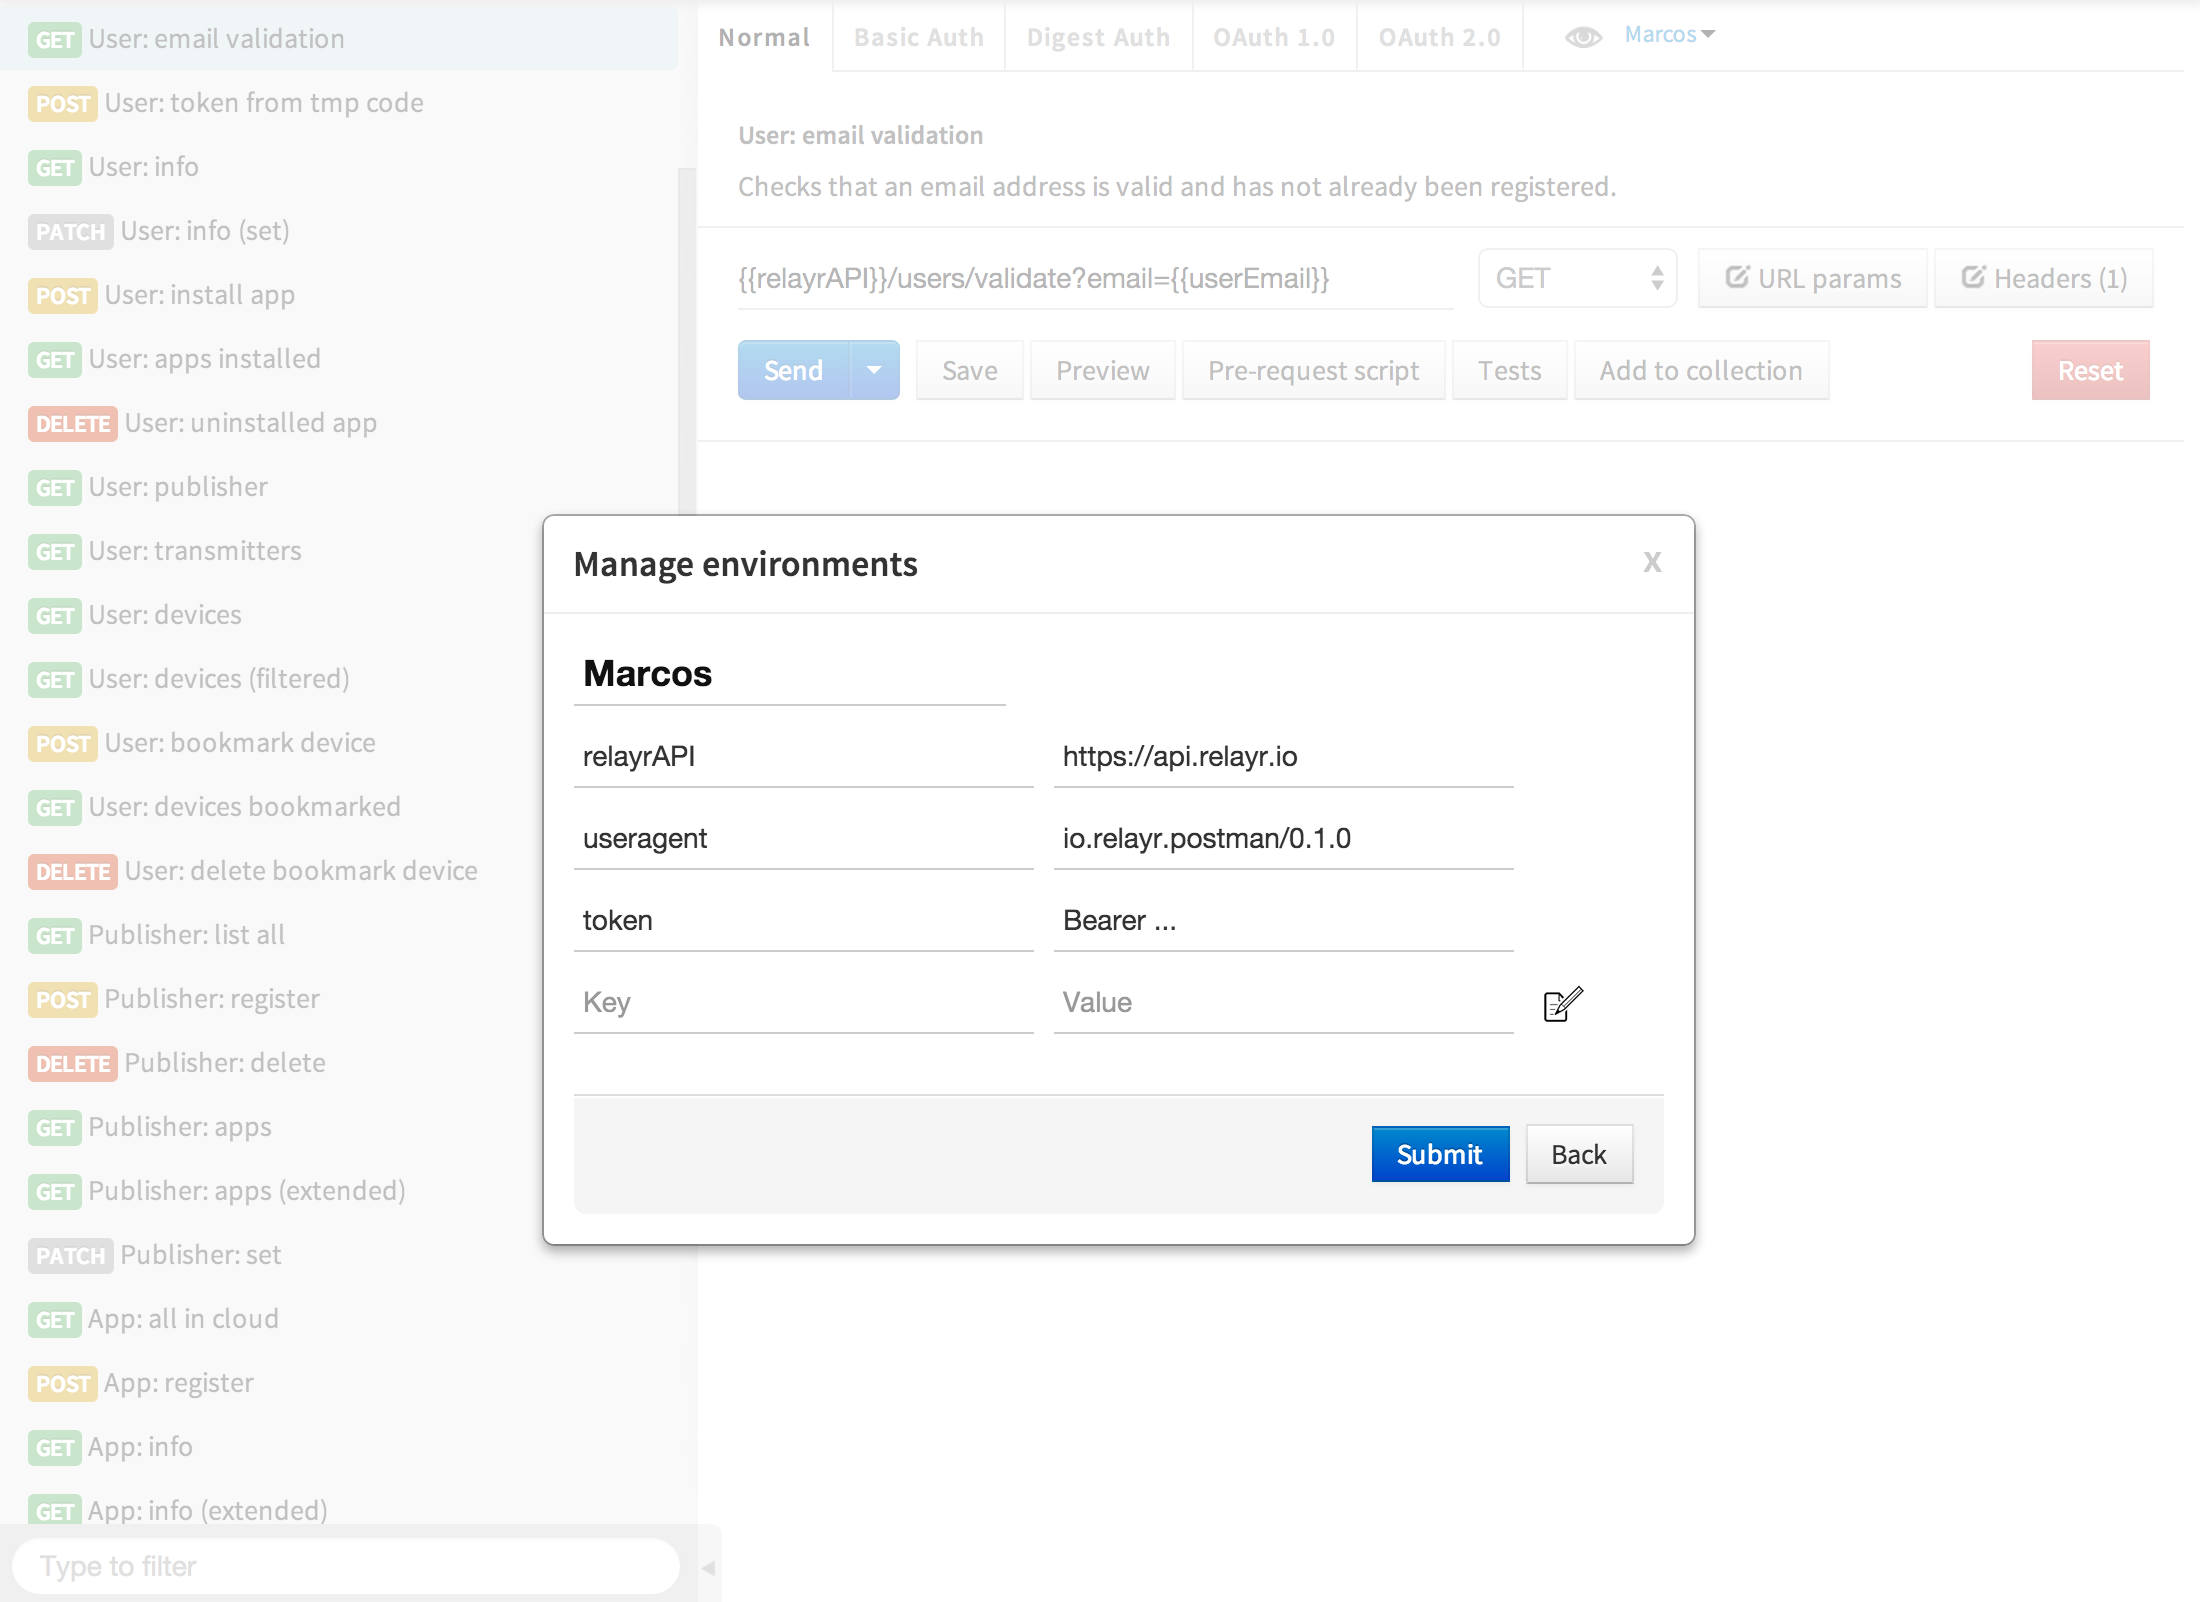 GET User: email validation
POST User: token from tmp code
GET User: info
PATCH User: info (set)
POST User: install app
GET User: apps installed
DELETE User: uninstalled app
GET User: publisher
GET User: transmitters
GET User: devices
GET User: devices (filtered)
POST User: bookmark device
GET User: devices bookmarked
DELETE User: delete bookmark device
GET Publisher: list all
POST Publisher: register
DELETE Publisher: delete
GET Publisher: apps
GET Publisher: apps (extended)
PATCH Publisher: set
GET App: all in cloud
POST App: register
GET App: info
GET App: info (extended)
Type to filter
Normal Basic Auth Digest Auth OAuth 1.0 OAuth 2.0 Marcos
User: email validation
Checks that an email address is valid and has not already been registered.
{{relayrAPI}}/users/validate?email={{userEmail}} GET URL params Headers (1)
Send Save Preview Pre-request script Tests Add to collection Reset
Manage environments X
Marcos
relayrAPI https://api.relayr.io
useragent io.relayr.postman/0.1.0
token Bearer ...
Key Value
Submit Back